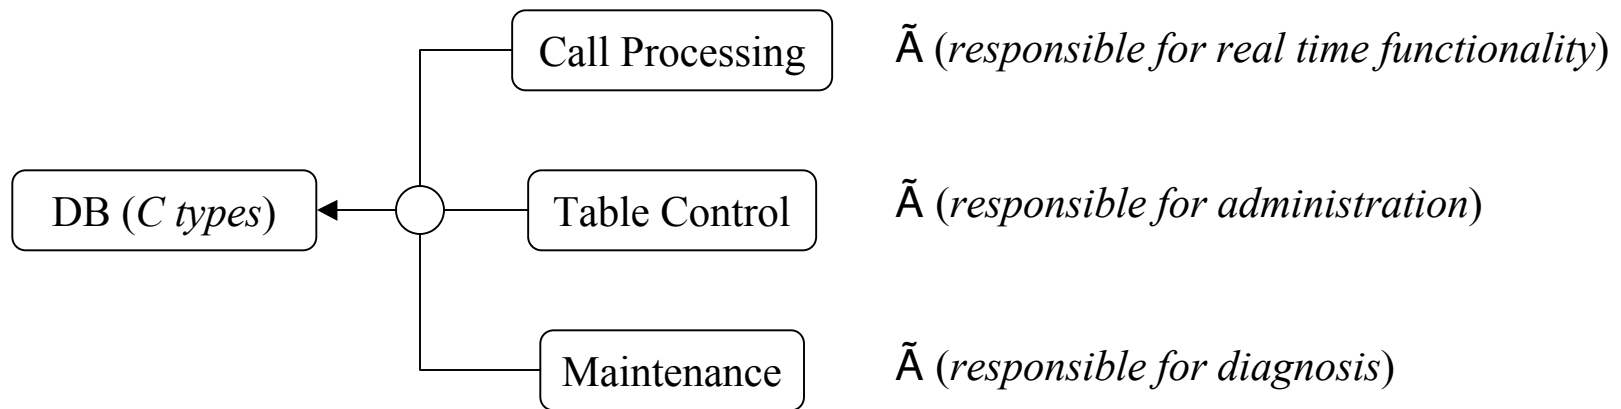 Call Processing Ã (responsible for real time functionality)
DB (C types) Table Control Ã (responsible for administration)
Maintenance Ã (responsible for diagnosis)